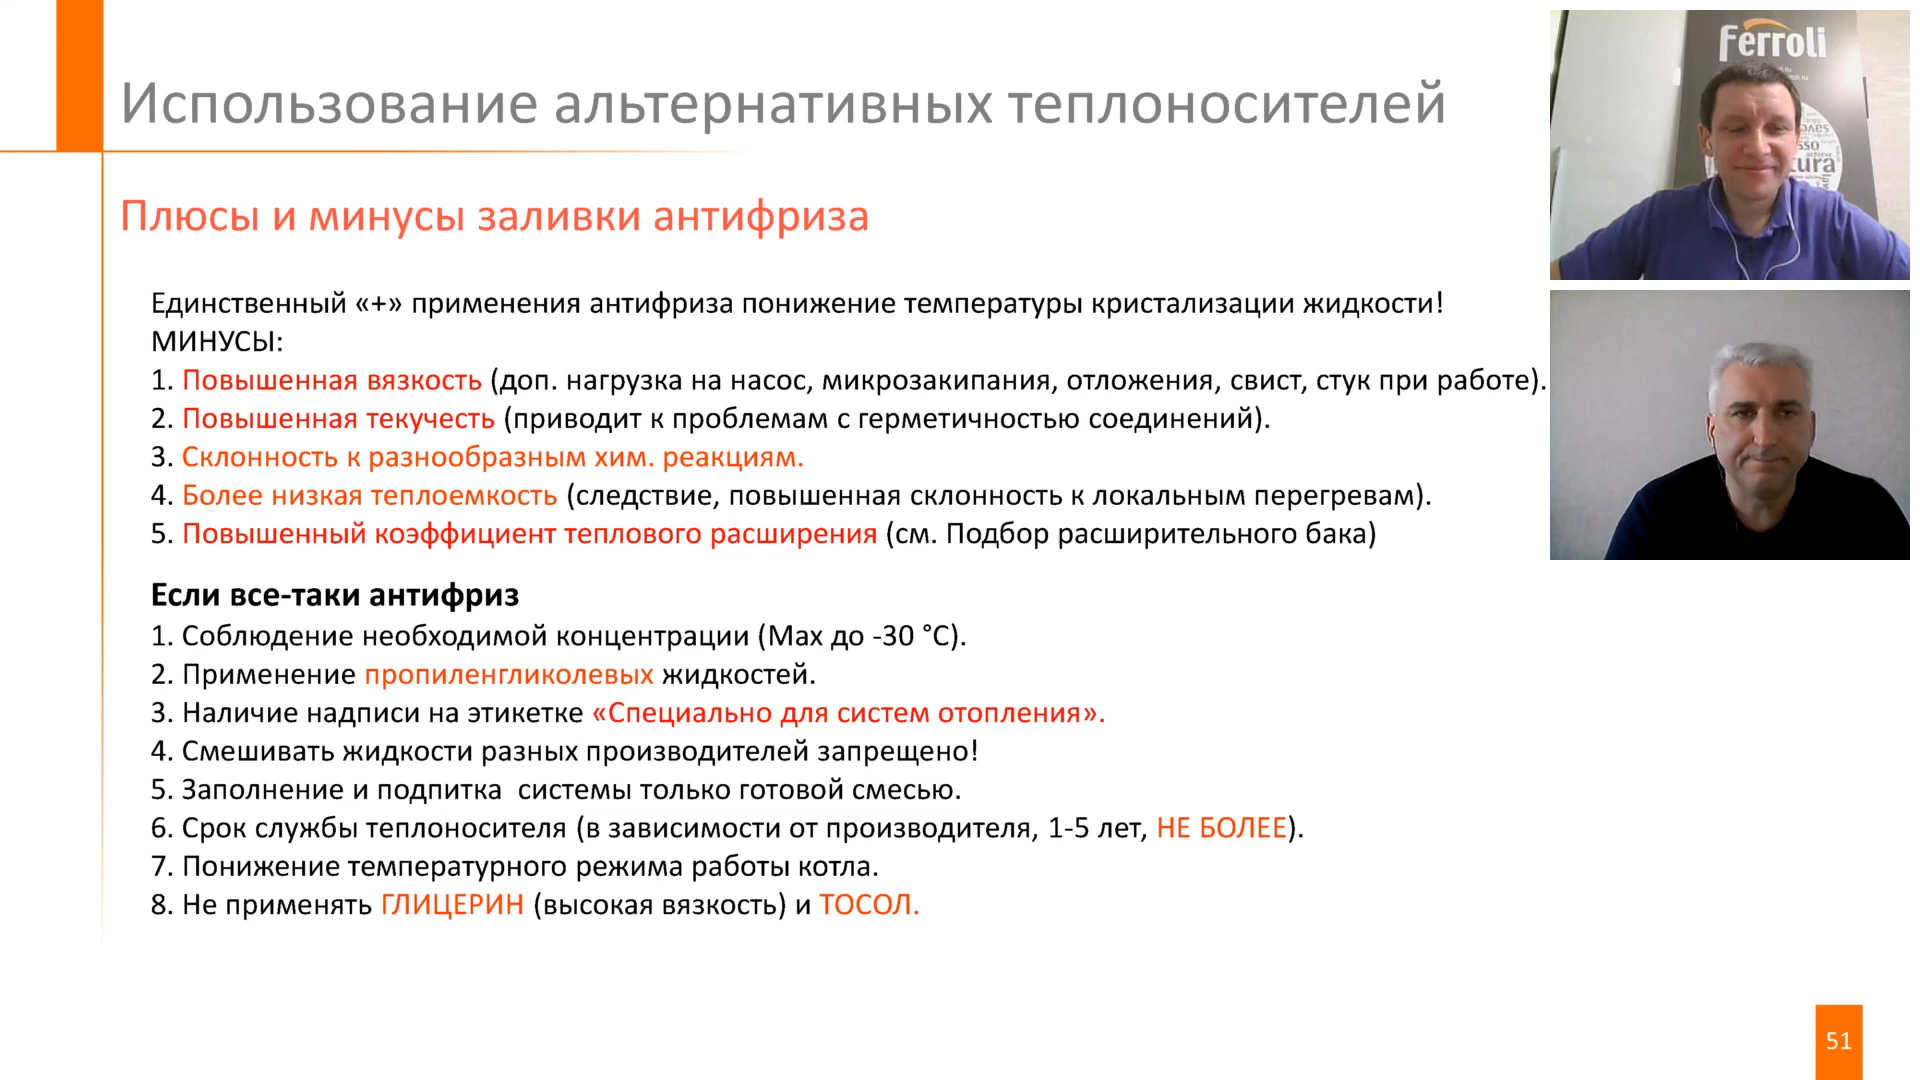 Использование альтернативных теплоносителей
Плюсы и минусы заливки антифриза
Единственный «+» применения антифриза понижение температуры кристализации жидкости!
МИНУСЫ:
1. Повышенная вязкость (доп. нагрузка на насос, микрозакипания, отложения, свист, стук при работе).
2. Повышенная текучесть (приводит к проблемам с герметичностью соединений).
3. Склонность к разнообразным хим. реакциям.
4. Более низкая теплоемкость (следствие, повышенная склонность к локальным перегревам).
5. Повышенный коэффициент теплового расширения (см. Подбор расширительного бака)
Если все-таки антифриз
1. Соблюдение необходимой концентрации (Max до -30 °C).
2. Применение пропиленгликолевых жидкостей.
3. Наличие надписи на этикетке «Специально для систем отопления».
4. Смешивать жидкости разных производителей запрещено!
5. Заполнение и подпитка  системы только готовой смесью.
6. Срок службы теплоносителя (в зависимости от производителя, 1-5 лет, НЕ БОЛЕЕ).
7. Понижение температурного режима работы котла.
8. Не применять ГЛИЦЕРИН (высокая вязкость) и ТОСОЛ.
Ferroli
51